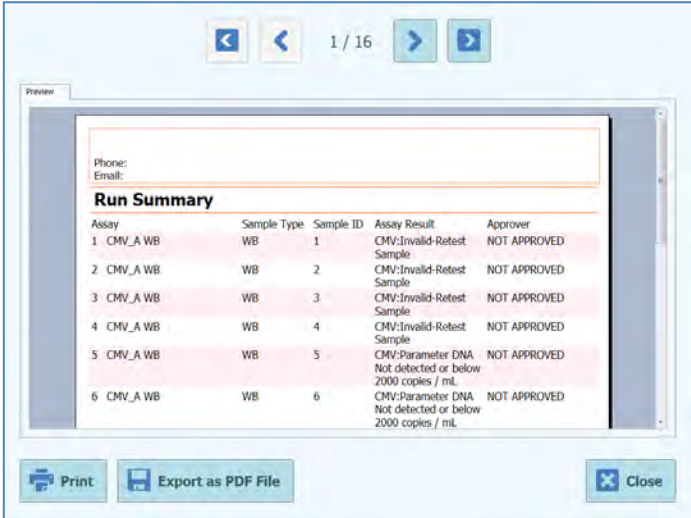 1 / 16
Preview
Phone:
Email:
Run Summary
Assay Sample Type Sample ID Assay Result Approver
1 CMV_A WB WB 1 CMV:Invalid-Retest NOT APPROVED
Sample
2 CMV_A WB WB 2 CMV:Invalid-Retest NOT APPROVED
Sample
3 CMV_A WB WB 3 CMV:Invalid-Retest NOT APPROVED
Sample
4 CMV_A WB WB 4 CMV:Invalid-Retest NOT APPROVED
Sample
5 CMV_A WB WB 5 CMV:Parameter DNA NOT APPROVED
Not detected or below
2000 copies / mL
6 CMV_A WB WB 6 CMV:Parameter DNA NOT APPROVED
Not detected or below
2000 copies / mL
Print Export as PDF File Close